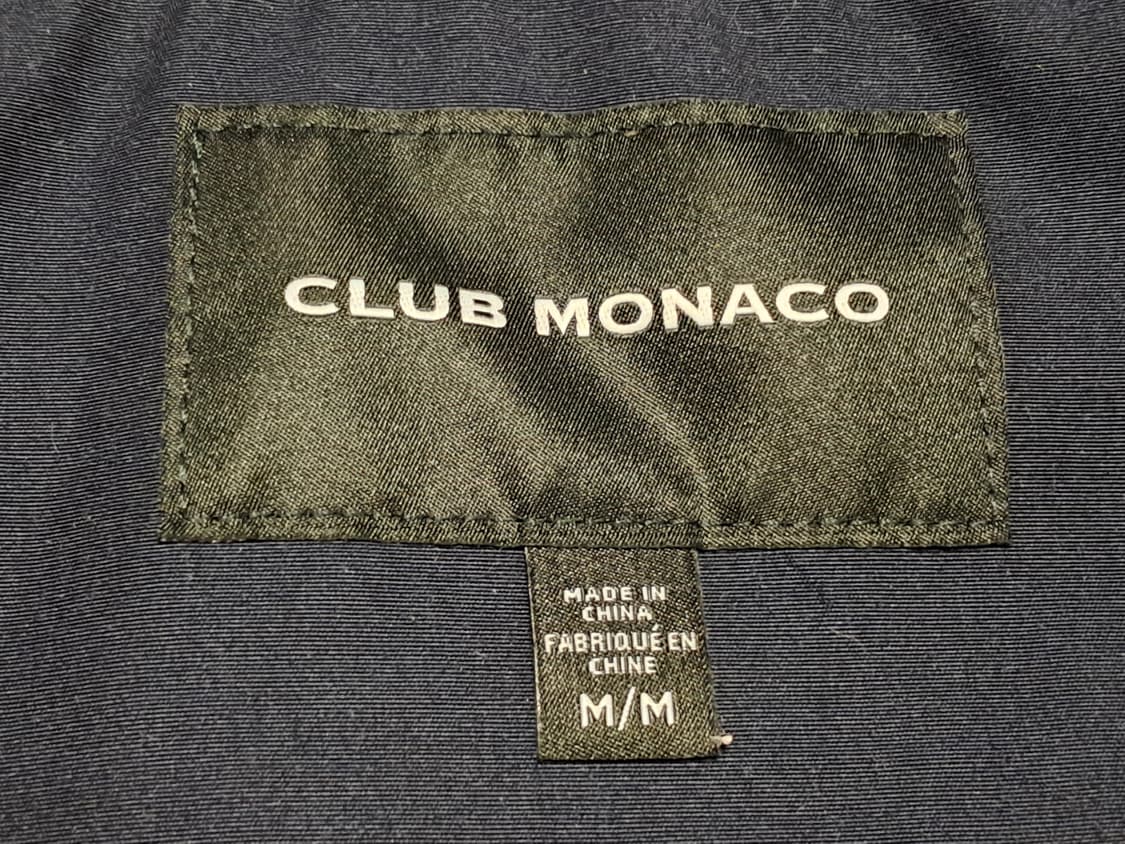 CLUB MONACO
MADE IN
CHINA
FABRIQUÉ EN
CHINE
M/M